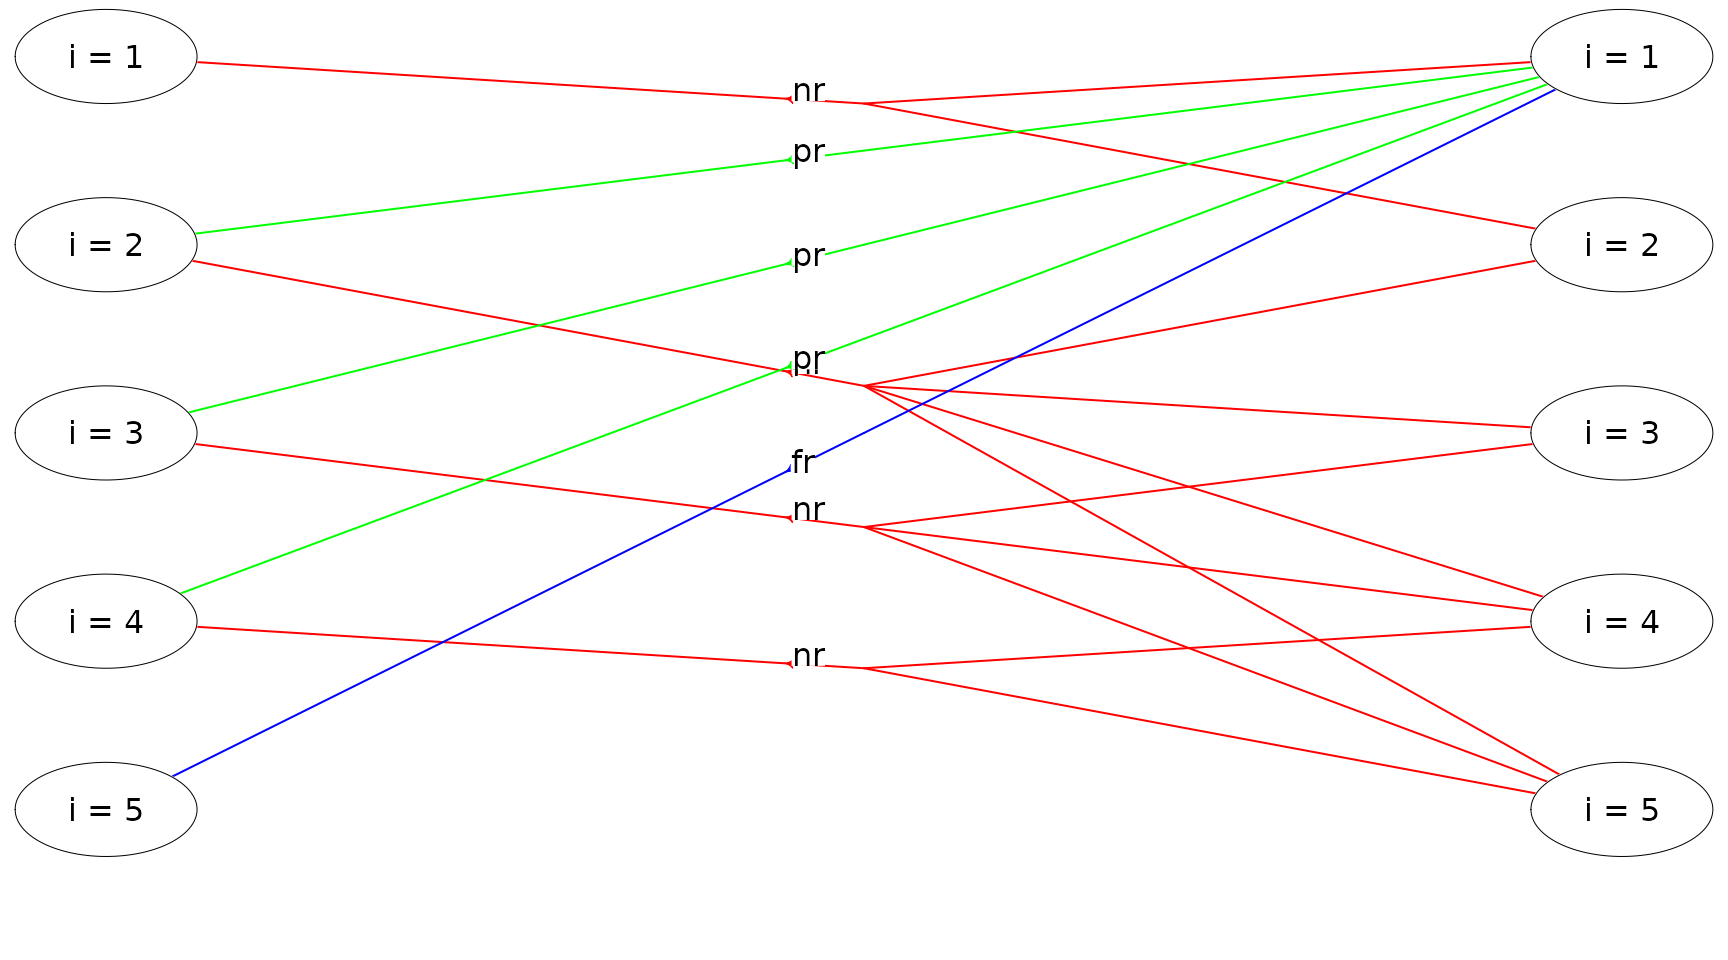 i = 1
nr
i = 1
pr
i = 2
i = 2
pr
pr
i = 3
i = 3
fr
nr
i = 4
i = 4
nr
i = 5
i = 5